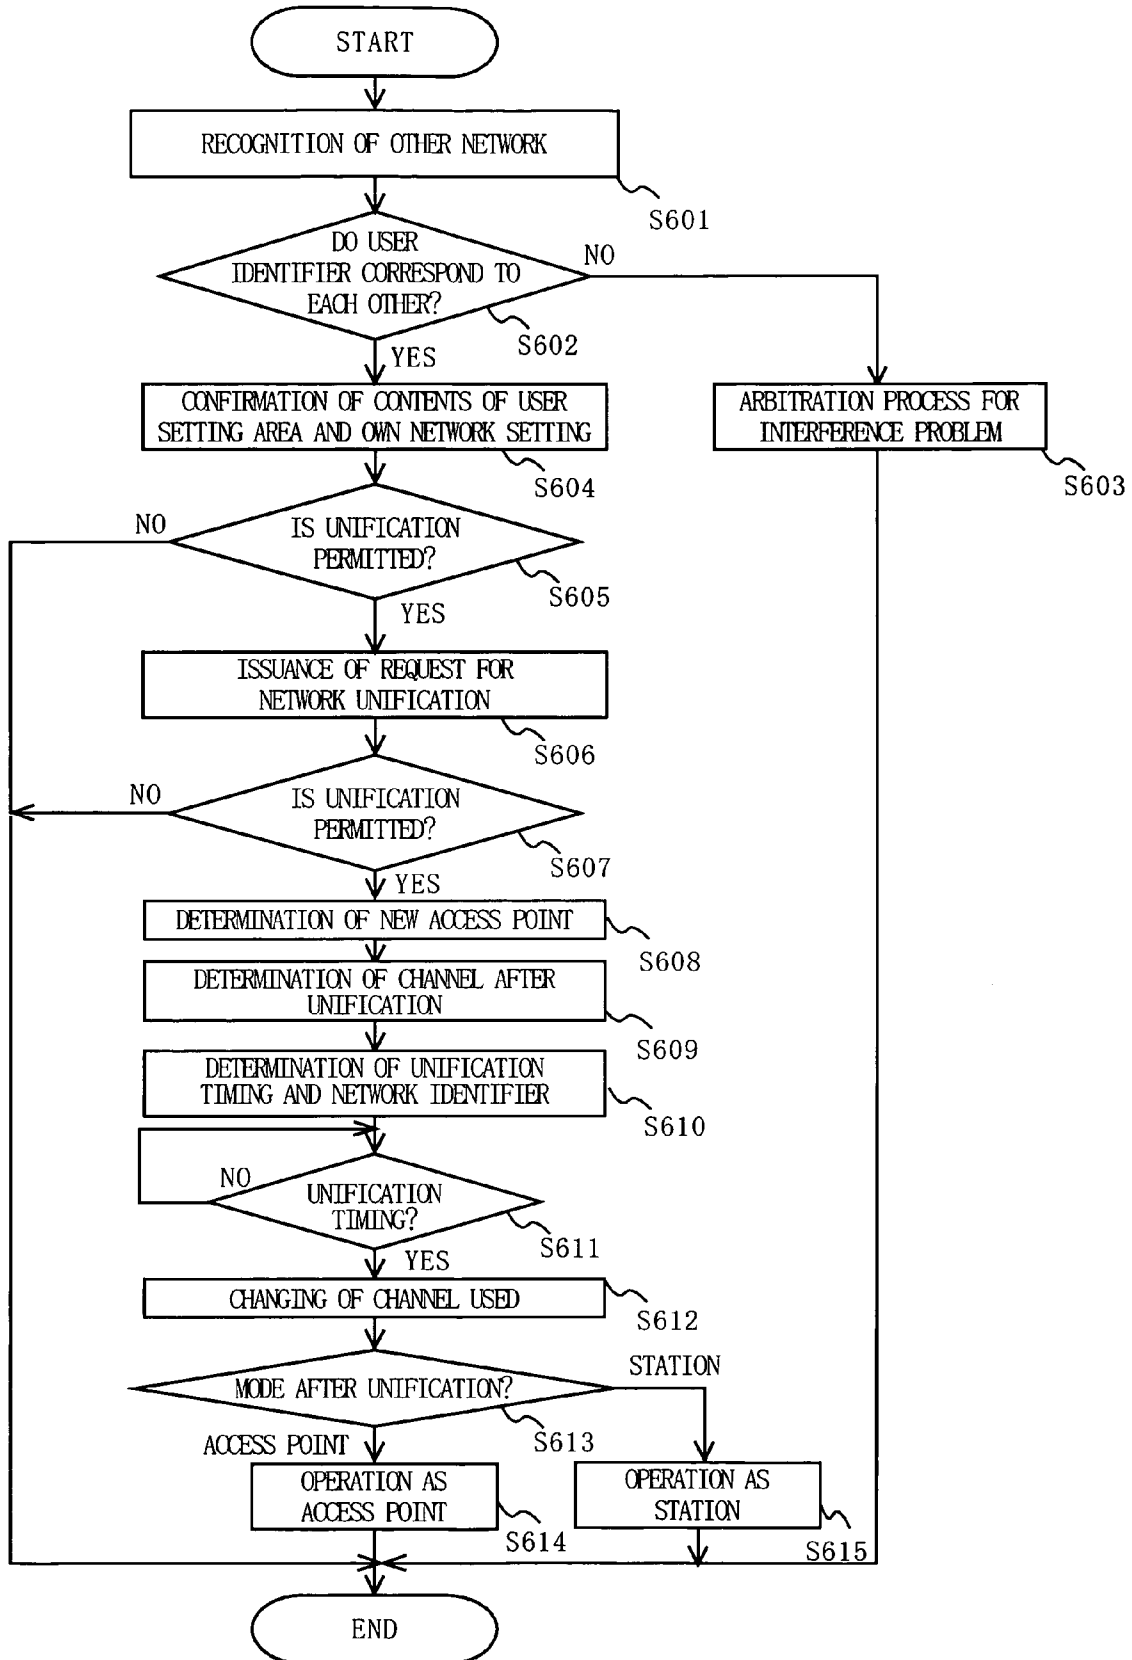 START
RECOGNITION OF OTHER NETWORK
S601
DO USER
IDENTIFIER CORRESPOND TO
EACH OTHER?
NO
S602
YES
CONFIRMATION OF CONTENTS OF USER
SETTING AREA AND OWN NETWORK SETTING
S604
ARBITRATION PROCESS FOR
INTERFERENCE PROBLEM
S603
NO
IS UNIFICATION
PERMITTED?
S605
YES
ISSUANCE OF REQUEST FOR
NETWORK UNIFICATION
S606
NO
IS UNIFICATION
PERMITTED?
S607
YES
DETERMINATION OF NEW ACCESS POINT
S608
DETERMINATION OF CHANNEL AFTER
UNIFICATION
S609
DETERMINATION OF UNIFICATION
TIMING AND NETWORK IDENTIFIER
S610
NO
UNIFICATION
TIMING?
S611
YES
CHANGING OF CHANNEL USED
S612
STATION
MODE AFTER UNIFICATION?
S613
ACCESS POINT
OPERATION AS
ACCESS POINT
S614
OPERATION AS
STATION
S615
END